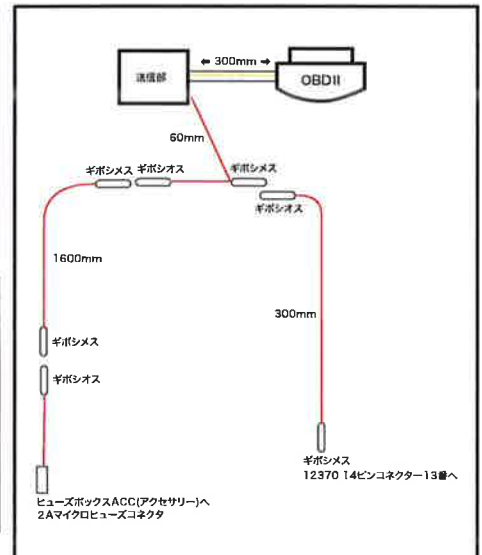 ← 300mm →
送信部
OBDII
60mm
ギボシメス ギボシオス
ギボシメス
ギボシオス
1600mm
300mm
ギボシメス
ギボシオス
ギボシメス
12370 14ピンコネクター13番へ
ヒューズボックスACC(アクセサリー)へ
2Aマイクロヒューズコネクタ